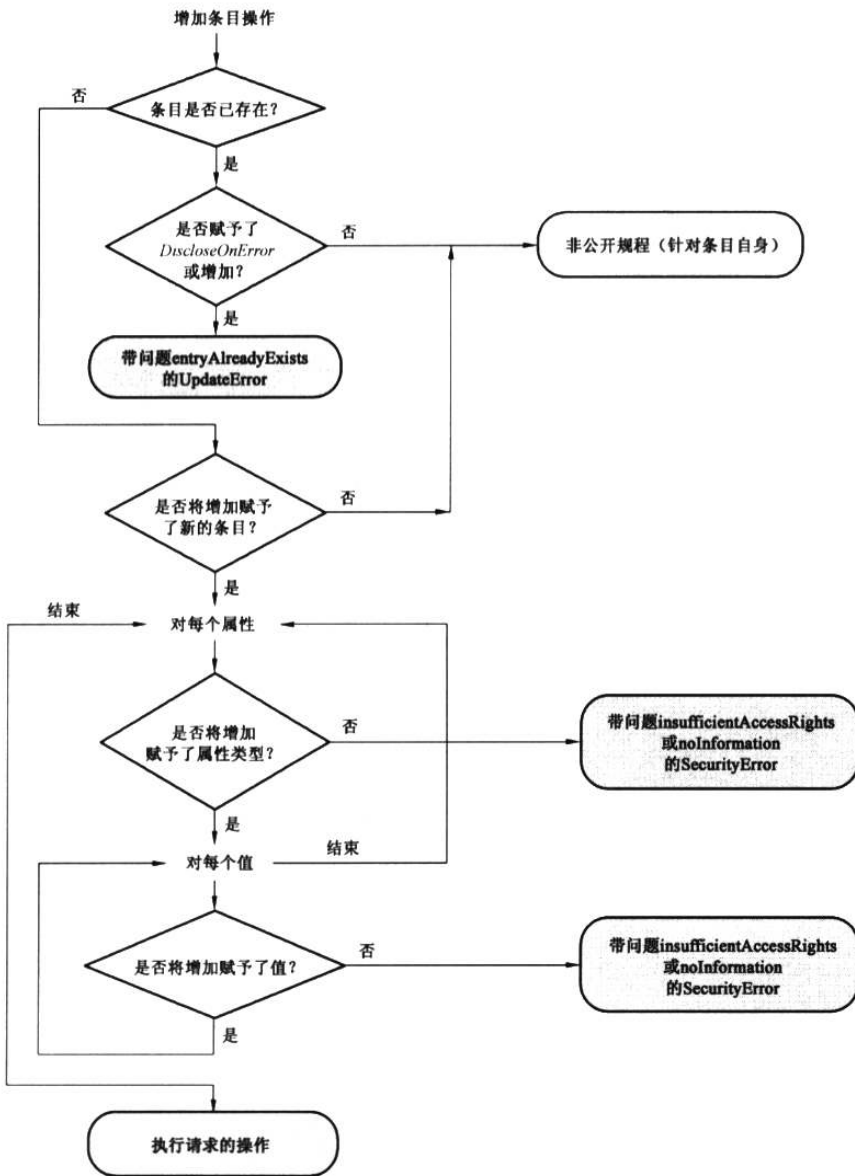 增加条目操作
否
条目是否已存在?
是
是否赋予了
DiscloseOnError
或增加?
否
非公开规程(针对条目自身)
是
带问题entryAlreadyExists
的UpdateError
是否将增加赋予
了新的条目?
否
是
结束
对每个属性
是否将增加
赋予了属性类型?
否
带问题insufficientAccessRights
或noInformation
的SecurityError
是
对每个值
结束
是否将增加赋予了值?
否
带问题insufficientAccessRights
或noInformation
的SecurityError
是
执行请求的操作